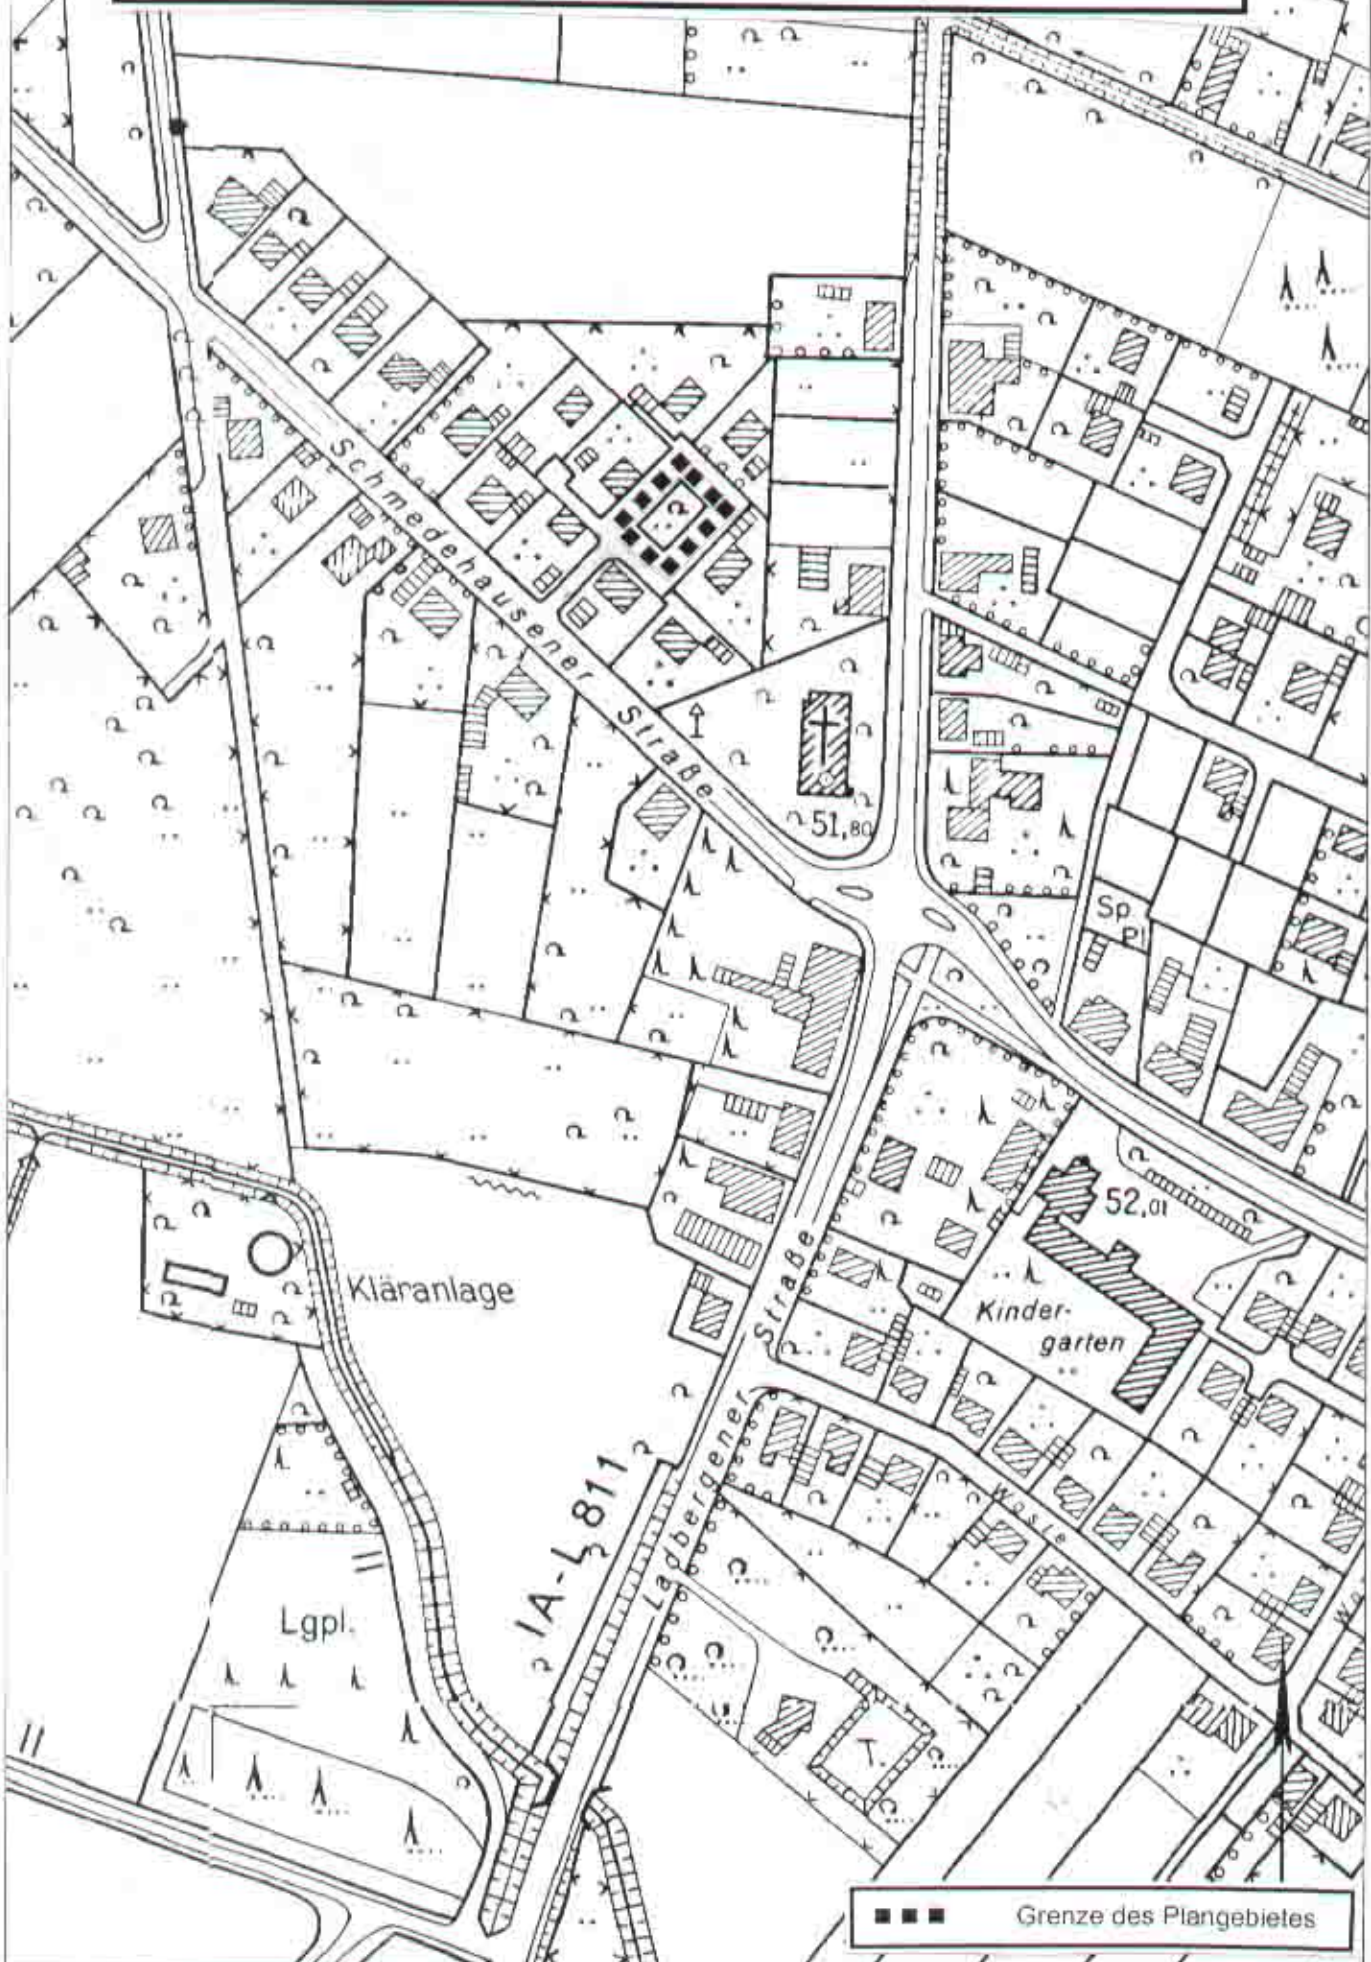 Schmedehausener Straße
51,80
Sp.
Pl
52,01
Kläranlage
Kinder-
garten
Ladbergener Straße
IA-L 811
Woste
Lgpl.
T.
Grenze des Plangebietes